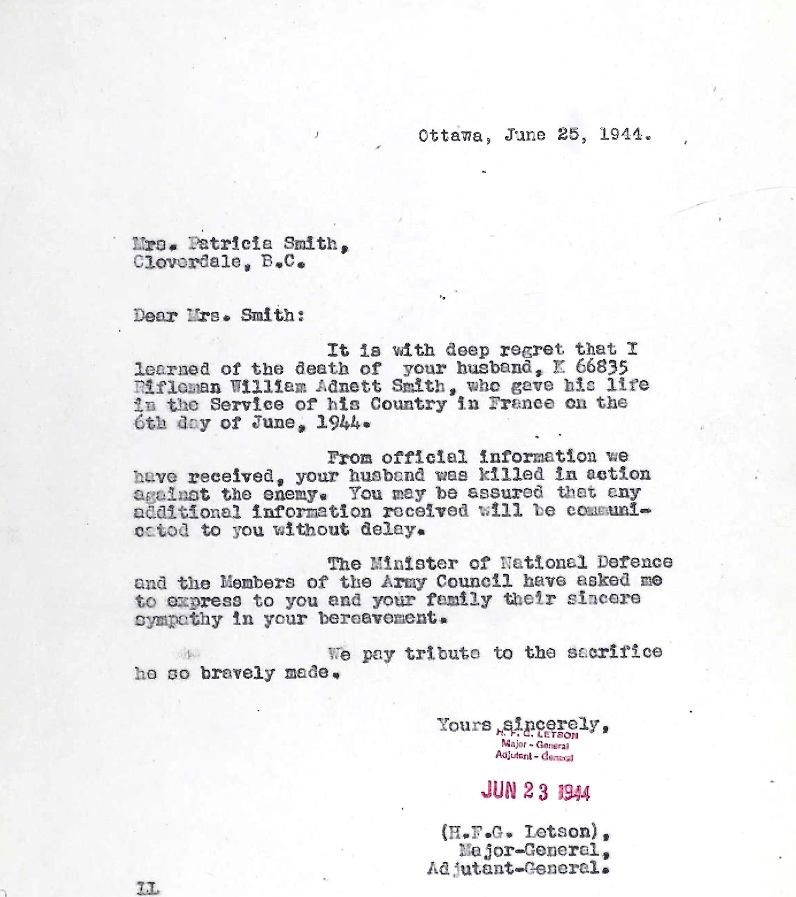 Ottawa, June 25, 1944.
Mrs. Patricia Smith,
Cloverdale, B.C.
Dear Mrs. Smith:
It is with deep regret that I
learned of the death of your husband, K 66835
Rifleman William Adnett Smith, who gave his life
in the Service of his Country in France on the
6th day of June, 1944.
From official information we
have received, your husband was killed in action
against the enemy. You may be assured that any
additional information received will be communi-
cated to you without delay.
The Minister of National Defence
and the Members of the Army Council have asked me
to express to you and your family their sincere
sympathy in your bereavement.
We pay tribute to the sacrifice
he so bravely made.
Yours sincerely,
H. F. G. LETSON
Major - General
Adjutant - General
JUN 23 1944
(H.F.G. Letson),
Major-General,
Adjutant-General.
LL